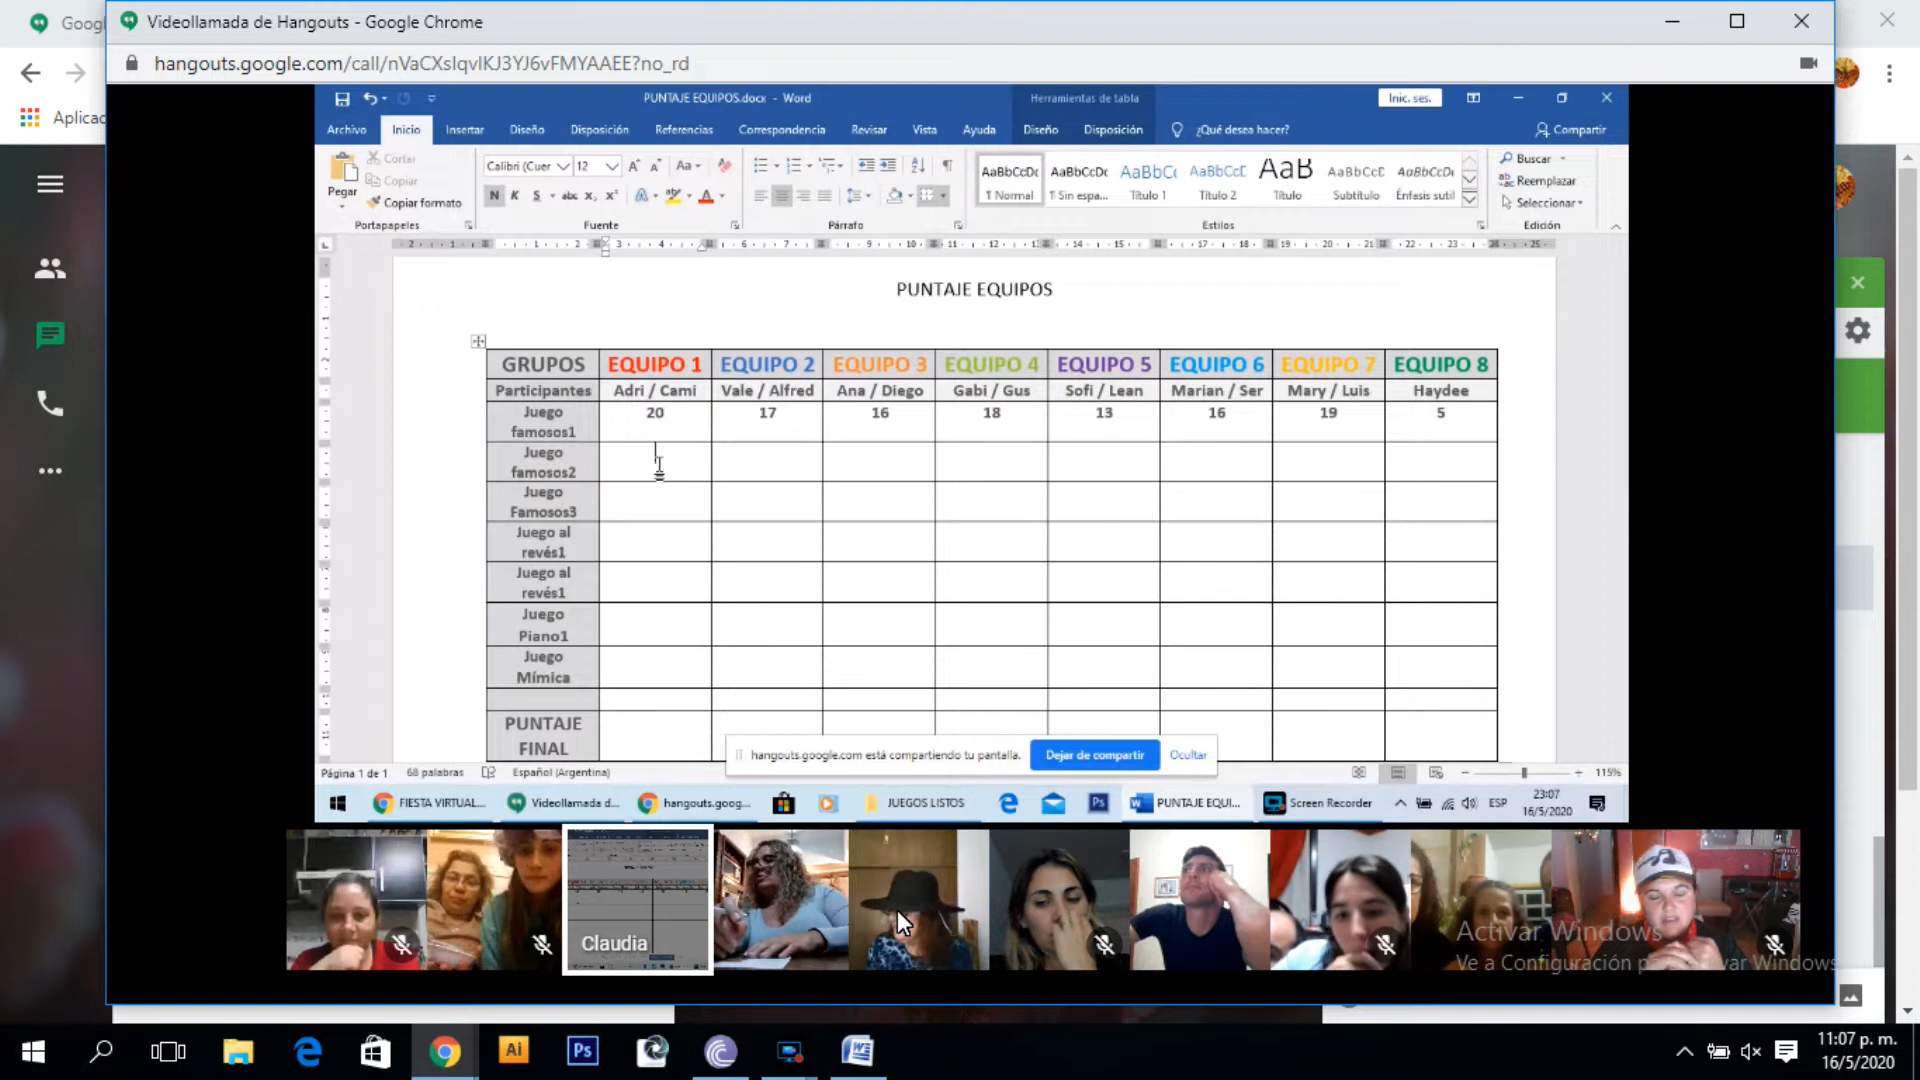 Videollamada de Hangouts - Google Chrome
hangouts.google.com/call/nVaCXsIqvIKJ3YJ6vFMYAAEE?no_rd
PUNTAJE EQUIPOS.docx - Word
Herramientas de tabla
Inic. ses.
Archivo Inicio Insertar Diseño Disposición Referencias Correspondencia Revisar Vista Ayuda Diseño Disposición ¿Qué desea hacer? Compartir
Pegar
Cortar
Copiar
Copiar formato
Portapapeles
Calibri (Cuer 12
N K S abc
Fuente
Párrafo
AaBbCcDc AaBbCcDc AaBbC AaBbCcD AaB AaBbCcC AaBbCcDc
¶ Normal ¶ Sin espa... Título 1 Título 2 Título Subtítulo Énfasis sutil
Estilos
Buscar
Reemplazar
Seleccionar
Edición
PUNTAJE EQUIPOS
GRUPOS EQUIPO 1 EQUIPO 2 EQUIPO 3 EQUIPO 4 EQUIPO 5 EQUIPO 6 EQUIPO 7 EQUIPO 8
Participantes Adri / Cami Vale / Alfred Ana / Diego Gabi / Gus Sofi / Lean Marian / Ser Mary / Luis Haydee
Juego famosos1 20 17 16 18 13 16 19 5
Juego famosos2
Juego Famosos3
Juego al revés1
Juego al revés1
Juego Piano1
Juego Mímica
PUNTAJE FINAL
hangouts.google.com está compartiendo tu pantalla. Dejar de compartir Ocultar
Página 1 de 1 68 palabras Español (Argentina) 115%
FIESTA VIRTUAL... Videollamada d... hangouts.goog... JUEGOS LISTOS PUNTAJE EQUI... Screen Recorder ESP 23:07
16/5/2020
Claudia
Activar Windows
Ve a Configuración
Windows
Ai Ps
11:07 p. m.
16/5/2020